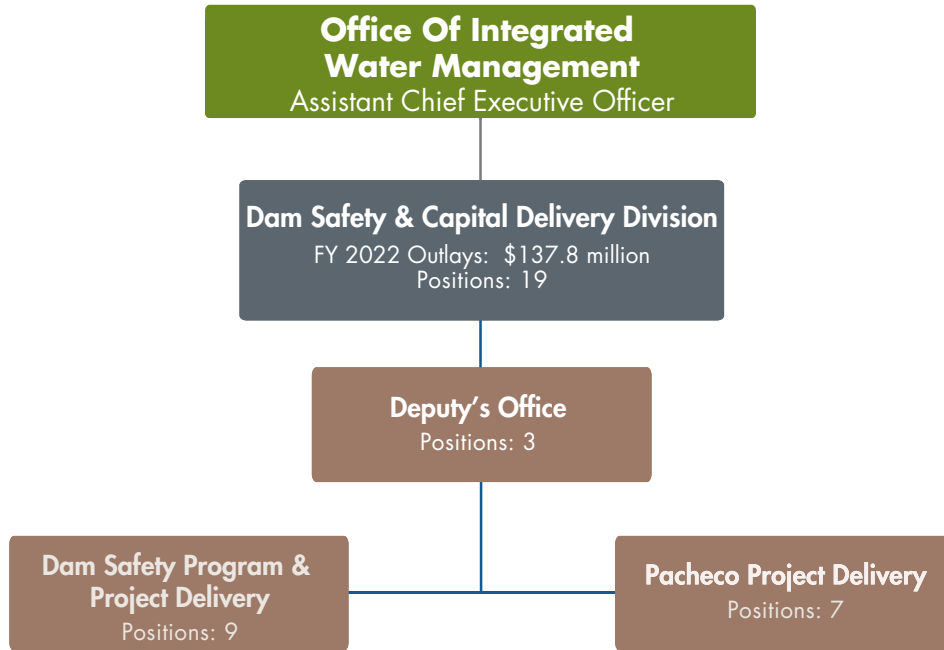 Office Of Integrated
Water Management
Assistant Chief Executive Officer
Dam Safety & Capital Delivery Division
FY 2022 Outlays: $137.8 million
Positions: 19
Deputy’s Office
Positions: 3
Dam Safety Program &
Project Delivery
Positions: 9
Pacheco Project Delivery
Positions: 7